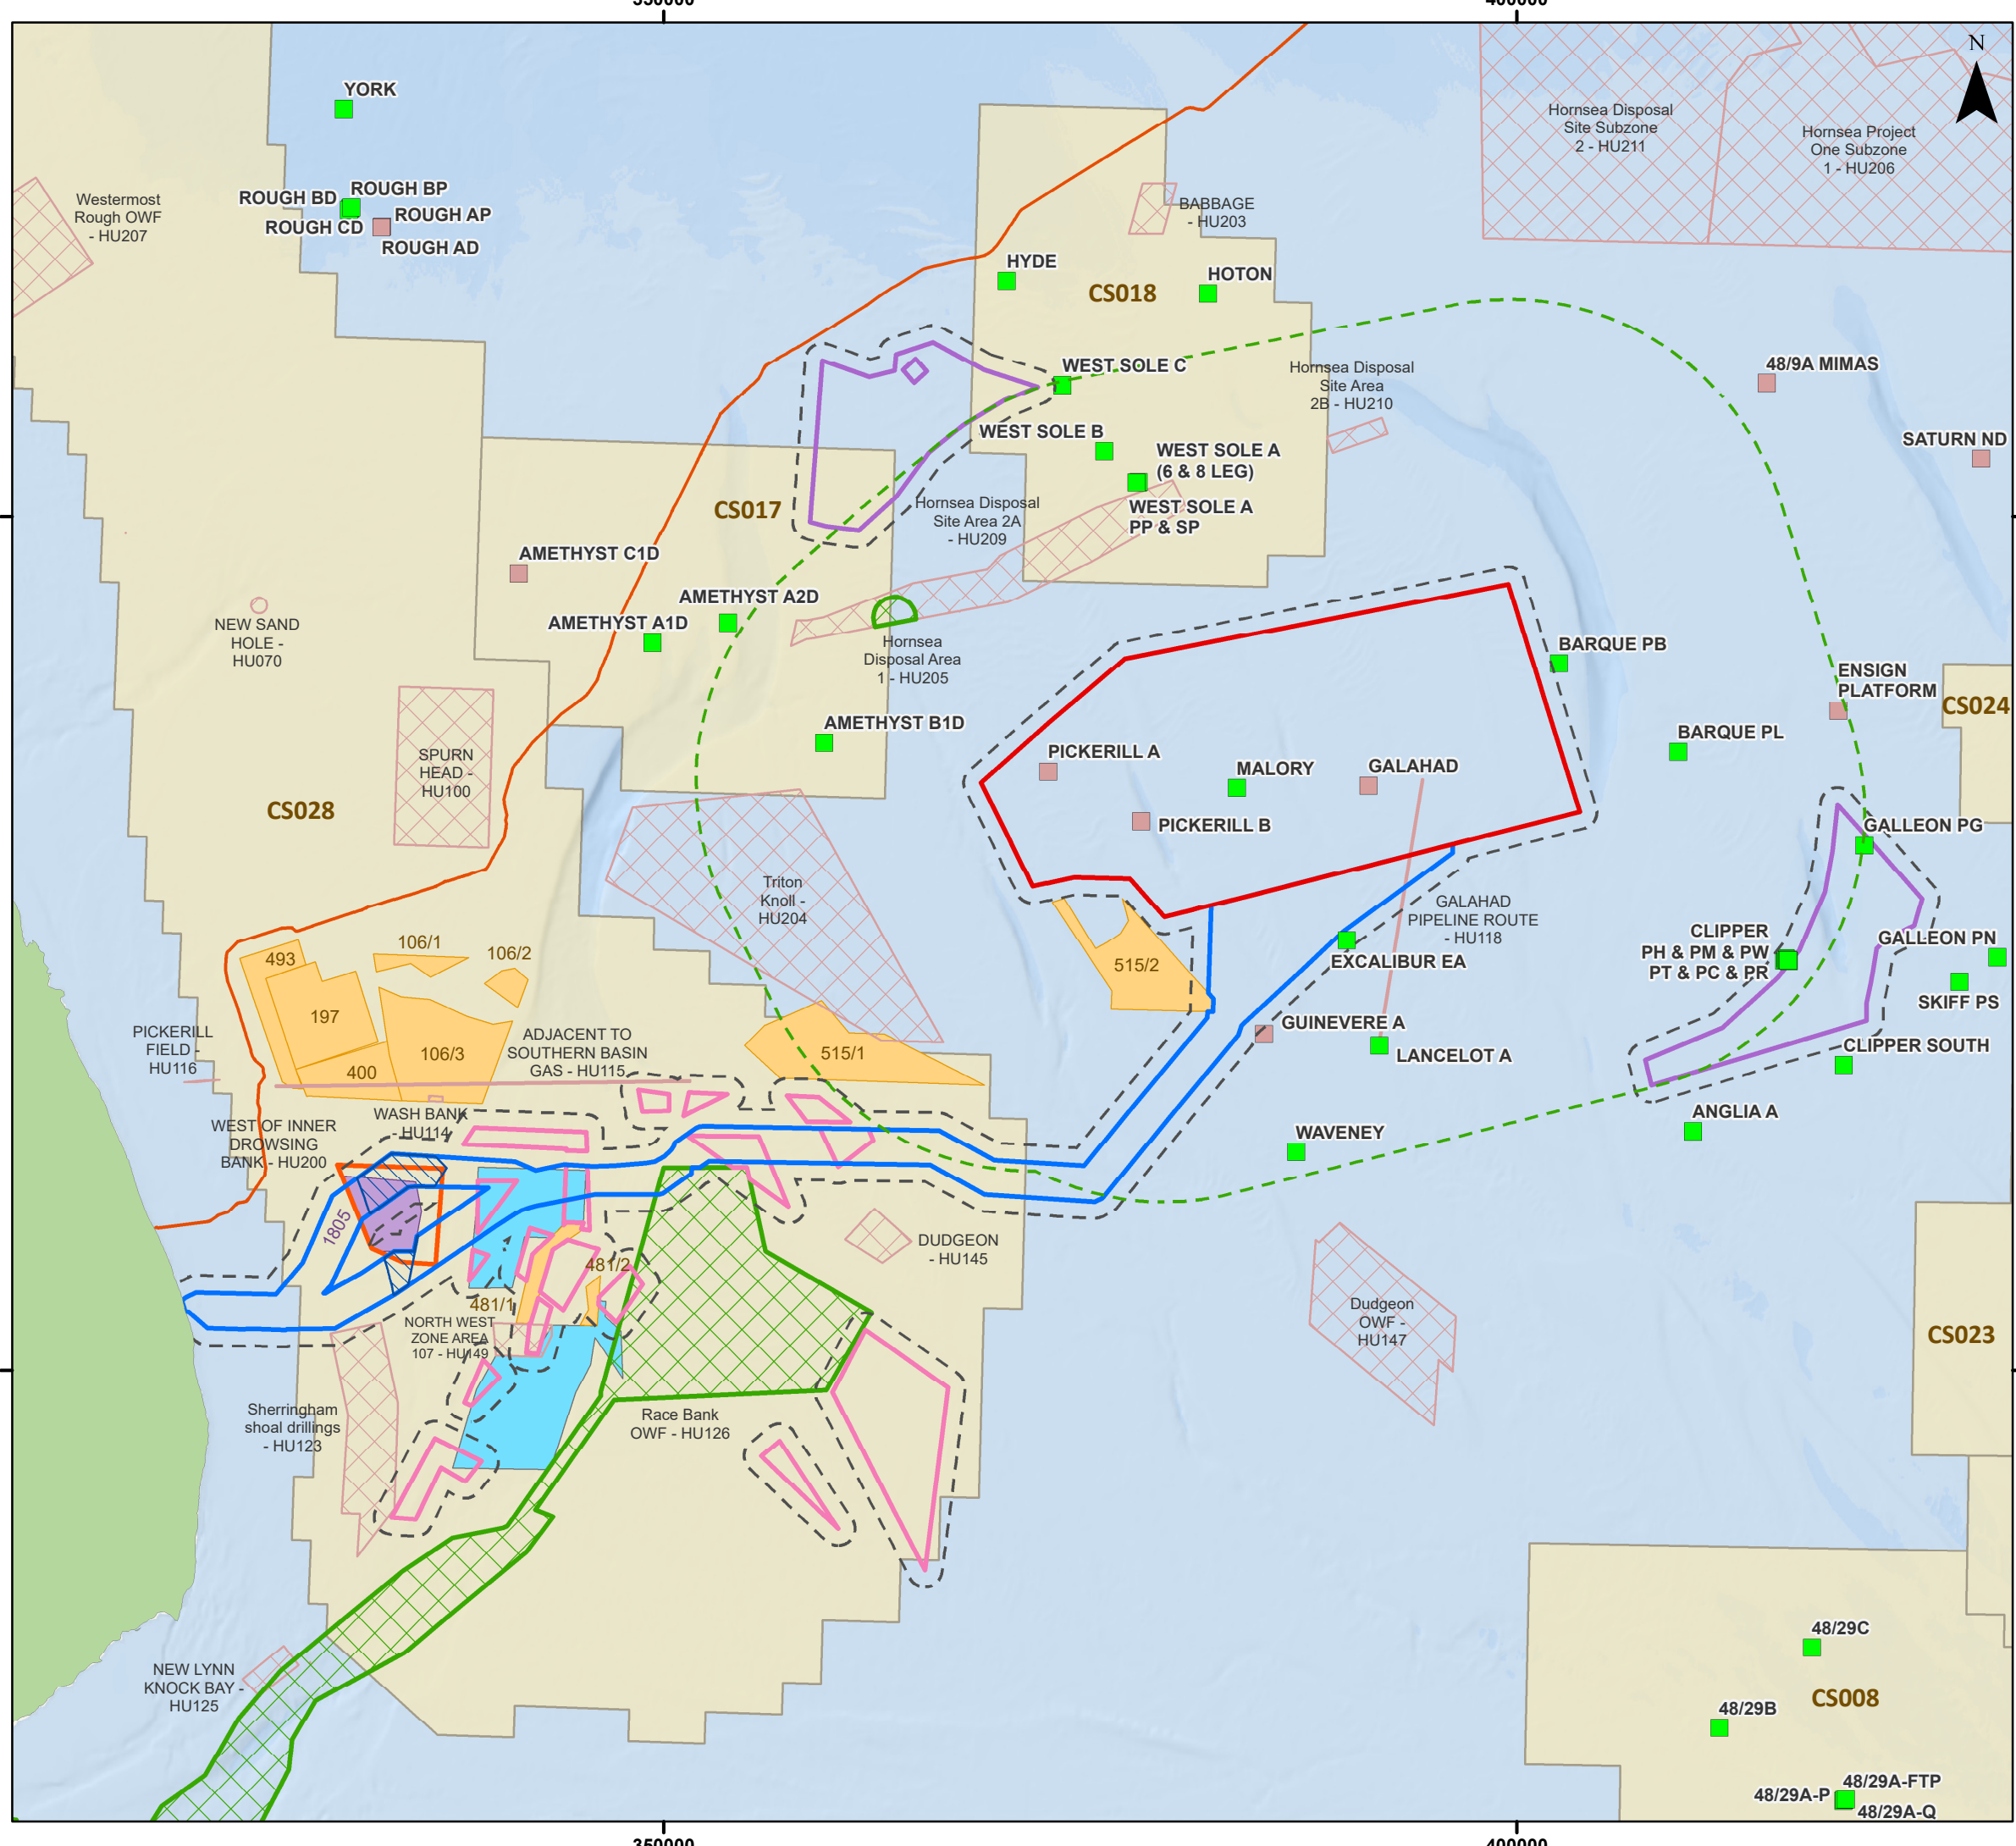 350000
400000
N
YORK
Hornsea Disposal
Site Subzone
2 - HU211
Hornsea Project
One Subzone
1 - HU206
Westermost
Rough OWF
- HU207
ROUGH BD
ROUGH BP
ROUGH CD
ROUGH AP
ROUGH AD
BABBAGE
- HU203
HYDE
HOTON
CS018
WEST SOLE C
Hornsea Disposal
Site Area
2B - HU210
48/9A MIMAS
WEST SOLE B
WEST SOLE A
(6 & 8 LEG)
WEST SOLE A
PP & SP
SATURN ND
CS017
Hornsea Disposal
Site Area 2A
- HU209
AMETHYST C1D
AMETHYST A2D
AMETHYST A1D
NEW SAND
HOLE -
HU070
Hornsea
Disposal Area
1 - HU205
BARQUE PB
ENSIGN
PLATFORM
CS024
AMETHYST B1D
BARQUE PL
SPURN
HEAD -
HU100
CS028
PICKERILL A
MALORY
GALAHAD
PICKERILL B
GALLEON PG
Triton
Knoll -
HU204
GALAHAD
PIPELINE ROUTE
- HU118
CLIPPER
PH & PM & PW
PT & PC & PR
GALLEON PN
SKIFF PS
493
106/1
106/2
515/2
EXCALIBUR EA
197
106/3
400
PICKERILL
FIELD -
HU116
ADJACENT TO
SOUTHERN BASIN
GAS - HU115
515/1
GUINEVERE A
LANCELOT A
CLIPPER SOUTH
WASH BANK
- HU114
WEST OF INNER
DROWSING
BANK - HU200
WAVENEY
ANGLIA A
1805
DUDGEON
- HU145
481/2
481/1
NORTH WEST
ZONE AREA
107 - HU149
Dudgeon
OWF -
HU147
CS023
Sherringham
shoal drillings
- HU123
Race Bank
OWF - HU126
NEW LYNN
KNOCK BAY -
HU125
48/29C
CS008
48/29B
48/29A-P
48/29A-FTP
48/29A-Q
350000
400000